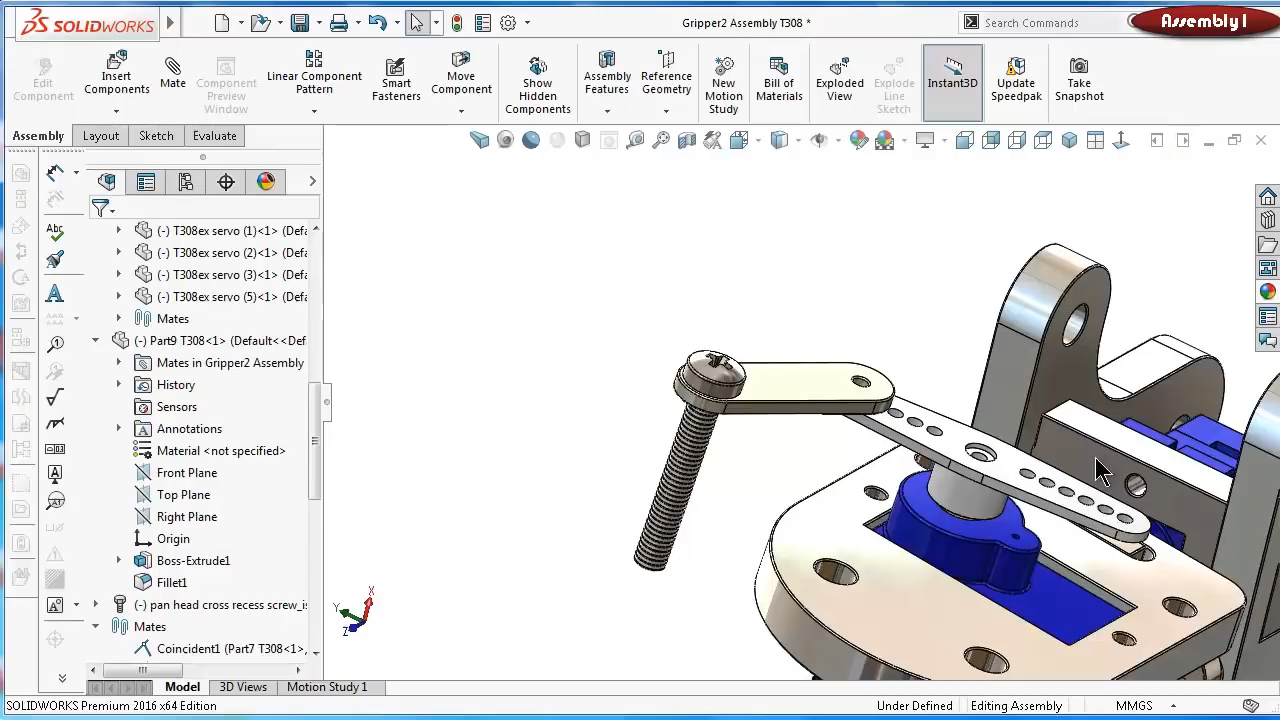 SOLIDWORKS
Gripper2 Assembly T308 *
Search Commands
Assembly1
Edit Component
Insert Components
Mate
Component Preview Window
Linear Component Pattern
Smart Fasteners
Move Component
Show Hidden Components
Assembly Features
Reference Geometry
New Motion Study
Bill of Materials
Exploded View
Explode Line Sketch
Instant3D
Update Speedpak
Take Snapshot
Assembly
Layout
Sketch
Evaluate
(-) T308ex servo (1)<1> (Defa
(-) T308ex servo (2)<1> (Defa
(-) T308ex servo (3)<1> (Defa
(-) T308ex servo (5)<1> (Defa
Mates
(-) Part9 T308<1> (Default<<Def
Mates in Gripper2 Assembly
History
Sensors
Annotations
Material <not specified>
Front Plane
Top Plane
Right Plane
Origin
Boss-Extrude1
Fillet1
(-) pan head cross recess screw_is
Mates
Coincident1 (Part7 T308<1>,
Abc
A
X
Y
Z
Model
3D Views
Motion Study 1
SOLIDWORKS Premium 2016 x64 Edition
Under Defined
Editing Assembly
MMGS